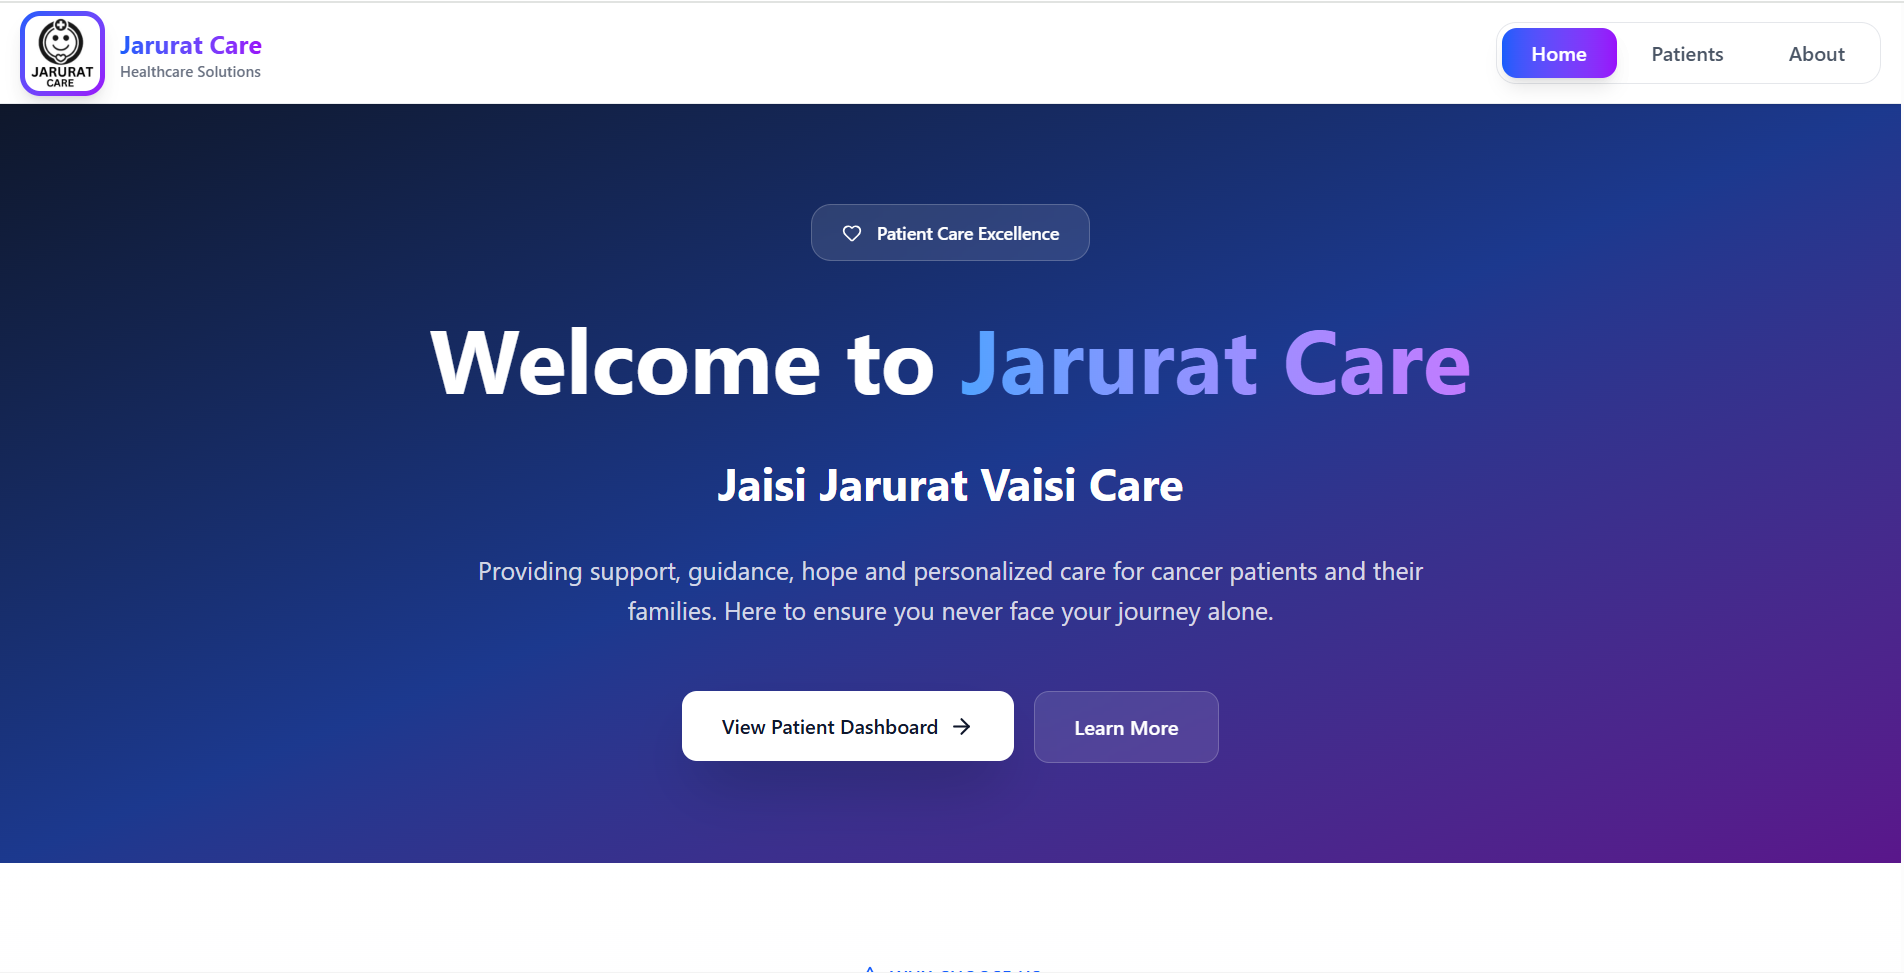 JARURAT
CARE
Jarurat Care
Healthcare Solutions
Home
Patients
About
Patient Care Excellence
Welcome to Jarurat Care
Jaisi Jarurat Vaisi Care
Providing support, guidance, hope and personalized care for cancer patients and their
families. Here to ensure you never face your journey alone.
View Patient Dashboard
Learn More